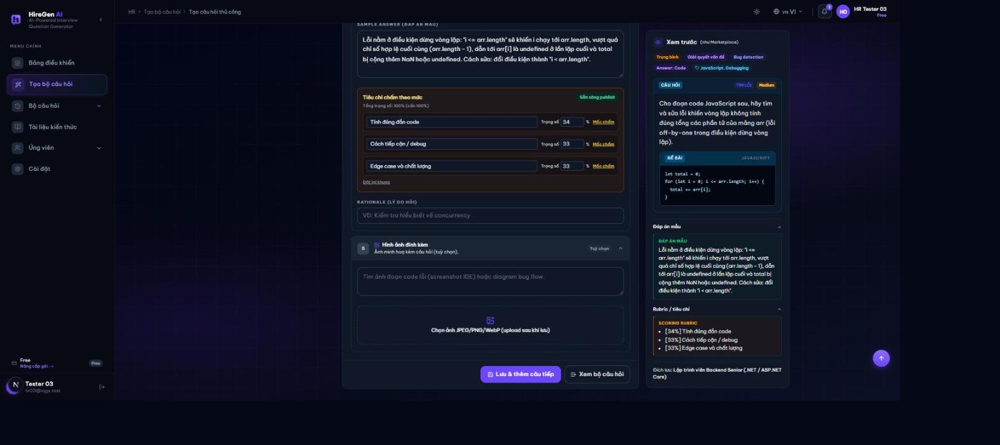 HireGen AI
AI-Powered Interview
Question Generator
MENU CHÍNH
Bảng điều khiển
Tạo bộ câu hỏi
Bộ câu hỏi
Tài liệu kiến thức
Ứng viên
Cài đặt
Free
Nâng cấp gói →
Free
N
Tester 03
hr03@iqgs.test
HR > Tạo bộ câu hỏi > Tạo câu hỏi thủ công
VN VI
1
HO
HR Tester 03
Free
SAMPLE ANSWER (ĐÁP ÁN MẪU)
Lỗi nằm ở điều kiện dừng vòng lặp: "i <= arr.length" sẽ khiến i chạy tới arr.length, vượt quá
chỉ số hợp lệ cuối cùng (arr.length - 1), dẫn tới arr[i] là undefined ở lần lặp cuối và total
bị cộng thêm NaN hoặc undefined. Cách sửa: đổi điều kiện thành "i < arr.length".
Tiêu chí chấm theo mức
Sẵn sàng publish
Tổng trọng số: 100% (cần 100%)
Tính đúng đắn code
Trọng số 34 % Mốc chấm
Cách tiếp cận / debug
Trọng số 33 % Mốc chấm
Edge case và chất lượng
Trọng số 33 % Mốc chấm
Đặt lại khung
RATIONALE (LÝ DO HỎI)
VD: Kiểm tra hiểu biết về concurrency
5
Hình ảnh đính kèm
Ảnh minh hoạ kèm câu hỏi (tuỳ chọn).
Tuỳ chọn
Tìm ảnh đoạn code lỗi (screenshot IDE) hoặc diagram bug flow.
Chọn ảnh JPEG/PNG/WebP (upload sau khi lưu)
Lưu & thêm câu tiếp
Xem bộ câu hỏi
Xem trước (như Marketplace)
Trung bình
Giải quyết vấn đề
Bug detection
Answer: Code
JavaScript, Debugging
CÂU HỎI
TÌM LỖI
Medium
Cho đoạn code JavaScript sau, hãy tìm
và sửa lỗi khiến vòng lặp không tính
đúng tổng các phần tử của mảng arr (lỗi
off-by-one trong điều kiện dừng vòng
lặp).
ĐỀ BÀI
JAVASCRIPT
let total = 0;
for (let i = 0; i <= arr.length; i++) {
total += arr[i];
}
Đáp án mẫu
ĐÁP ÁN MẪU
Lỗi nằm ở điều kiện dừng vòng lặp: "i <=
arr.length" sẽ khiến i chạy tới arr.length, vượt
quá chỉ số hợp lệ cuối cùng (arr.length - 1), dẫn
tới arr[i] là undefined ở lần lặp cuối và total bị
cộng thêm NaN hoặc undefined. Cách sửa: đổi
điều kiện thành "i < arr.length".
Rubric / tiêu chí
SCORING RUBRIC
• [34%] Tính đúng đắn code
• [33%] Cách tiếp cận / debug
• [33%] Edge case và chất lượng
Đích lưu: Lập trình viên Backend Senior (.NET / ASP.NET
Core)